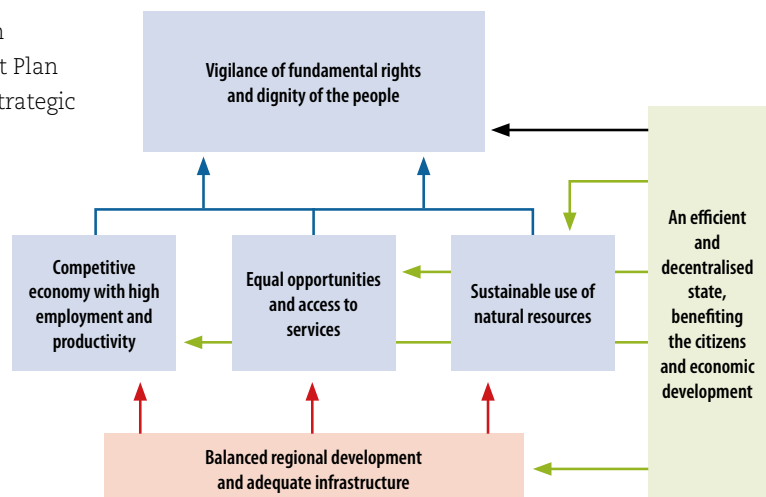 t Plan
trategic
Vigilance of fundamental rights
and dignity of the people
Competitive
economy with high
employment and
productivity
Equal opportunities
and access to
services
Sustainable use of
natural resources
An efficient
and
decentralised
state,
benefiting
the citizens
and economic
development
Balanced regional development
and adequate infrastructure